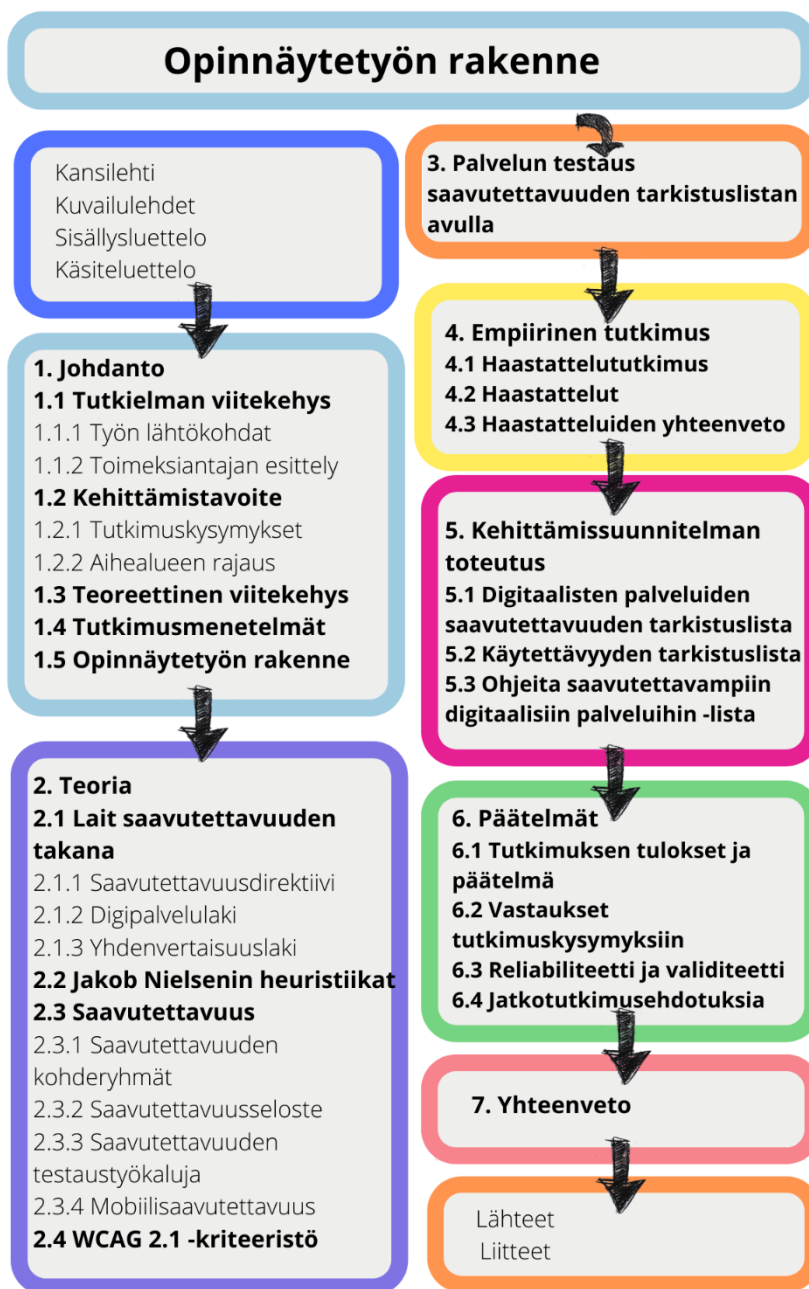 Opinnäytetyön rakenne
Kansilehti
Kuvailulehdet
Sisällysluettelo
Käsiteluettelo
1. Johdanto
1.1 Tutkielman viitekehys
1.1.1 Työn lähtökohdat
1.1.2 Toimeksiantajan esittely
1.2 Kehittämistavoite
1.2.1 Tutkimuskysymykset
1.2.2 Aihealueen rajaus
1.3 Teoreettinen viitekehys
1.4 Tutkimusmenetelmät
1.5 Opinnäytetyön rakenne
2. Teoria
2.1 Lait saavutettavuuden
takana
2.1.1 Saavutettavuusdirektiivi
2.1.2 Digipalvelulaki
2.1.3 Yhdenvertaisuuslaki
2.2 Jakob Nielsenin heuristiikat
2.3 Saavutettavuus
2.3.1 Saavutettavuuden
kohderyhmät
2.3.2 Saavutettavuusseloste
2.3.3 Saavutettavuuden
testaustyökaluja
2.3.4 Mobiilisaavutettavuus
2.4 WCAG 2.1 -kriteeristö
3. Palvelun testaus
saavutettavuuden tarkistuslistan
avulla
4. Empiirinen tutkimus
4.1 Haastattelututkimus
4.2 Haastattelut
4.3 Haastatteluiden yhteenveto
5. Kehittämissuunnitelman
toteutus
5.1 Digitaalisten palveluiden
saavutettavuuden tarkistuslista
5.2 Käytettävyyden tarkistuslista
5.3 Ohjeita saavutettavampiin
digitaalisiin palveluihin -lista
6. Päätelmät
6.1 Tutkimuksen tulokset ja
päätelmä
6.2 Vastaukset
tutkimuskysymyksiin
6.3 Reliabiliteetti ja validiteetti
6.4 Jatkotutkimusehdotuksia
7. Yhteenveto
Lähteet
Liitteet